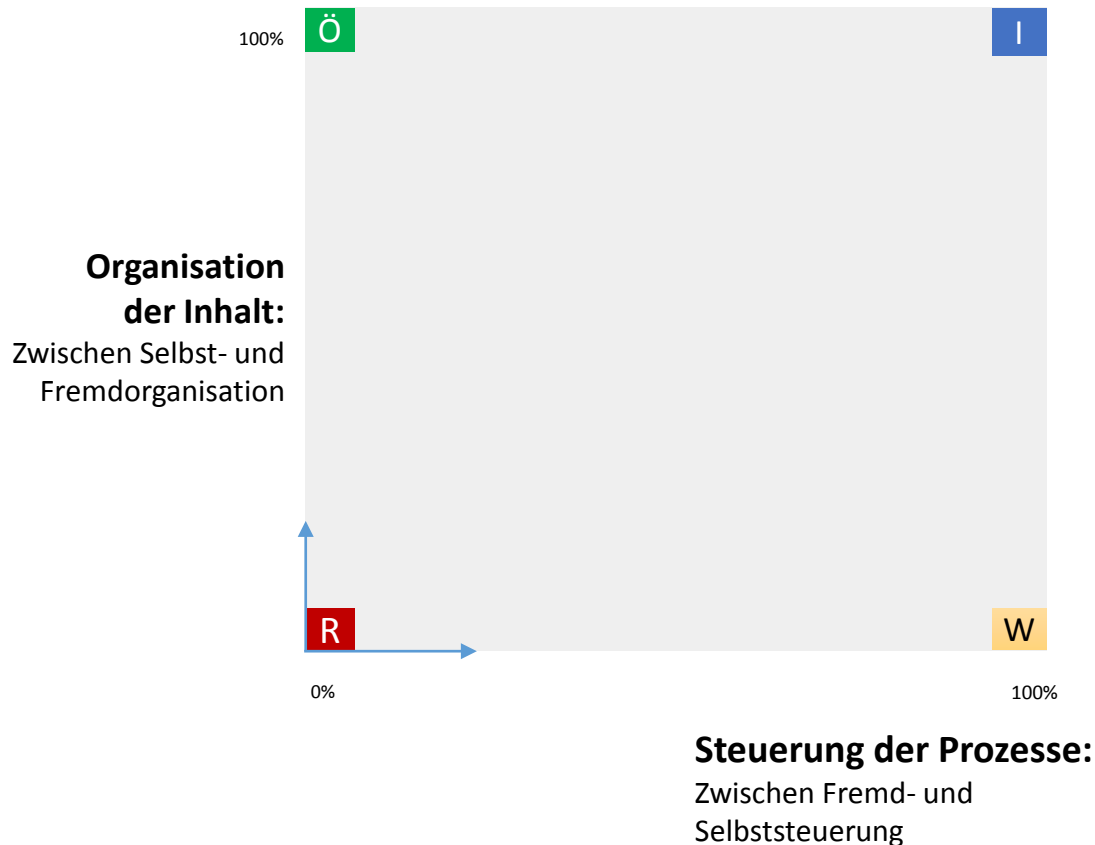 100%
Ö
I
Organisation
der Inhalt:
Zwischen Selbst- und
Fremdorganisation
R
W
0%
100%
Steuerung der Prozesse:
Zwischen Fremd- und
Selbststeuerung